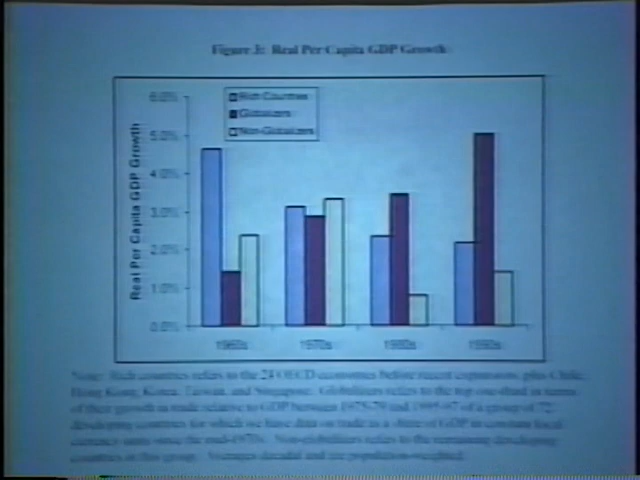 Figure 3: Real Per Capita GDP Growth
6.0%
Rich Countries
Globalizers
Non-Globalizers
5.0%
4.0%
3.0%
2.0%
1.0%
0.0%
Real Per Capita GDP Growth
1960s 1970s 1980s 1990s
Note: Rich countries refers to the 24 OECD economies before recent expansions plus Chile,
Hong Kong, Korea, Taiwan, and Singapore. Globalizers refers to the top one-third in terms
of their growth in trade relative to GDP between 1975-79 and 1995-97 of a group of 72
developing countries for which we have data on trade as a share of GDP in constant local
currency units since the mid-1970s. Non-globalizers refers to the remaining developing
countries in this group. Averages decadal and are population-weighted.